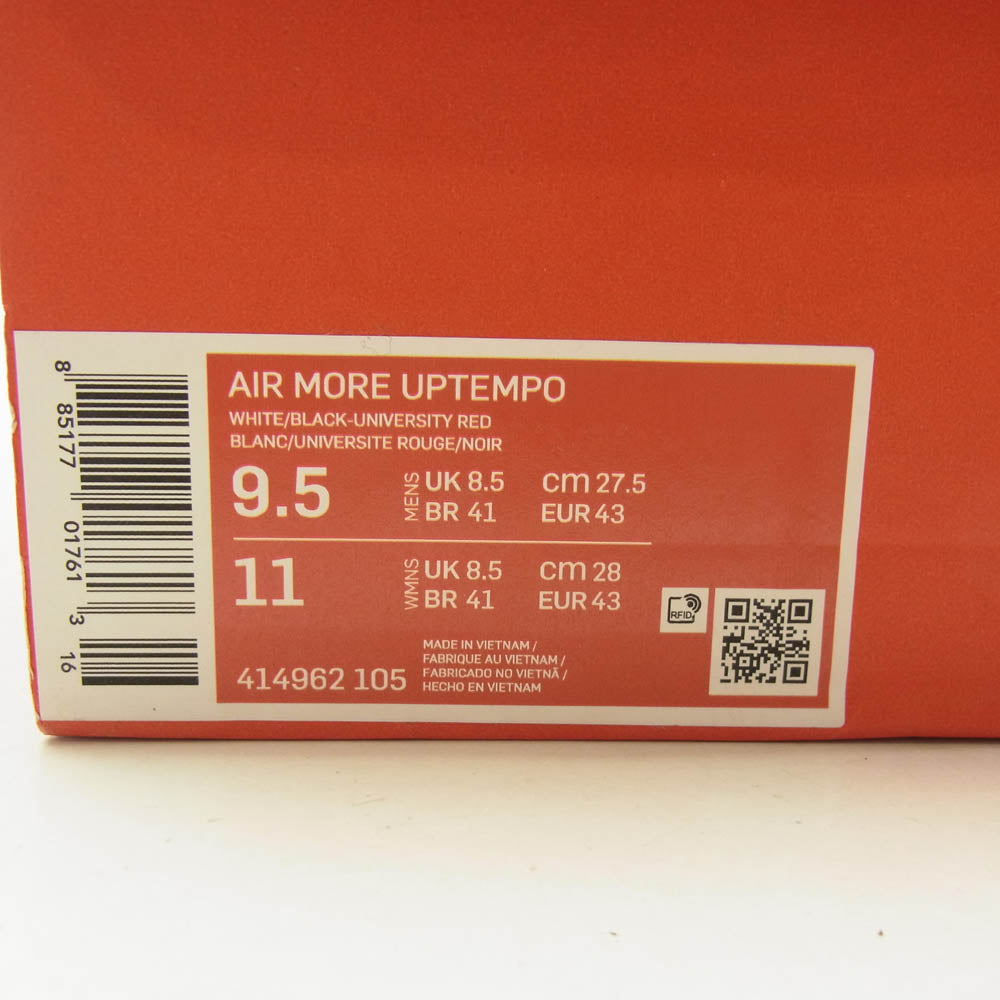 AIR MORE UPTEMPO
WHITE/BLACK-UNIVERSITY RED
BLANC/UNIVERSITE ROUGE/NOIR
9.5 MENS UK 8.5 cm 27.5
BR 41 EUR 43
11 WMNS UK 8.5 cm 28
BR 41 EUR 43
RFID
MADE IN VIETNAM /
FABRIQUE AU VIETNAM /
FABRICADO NO VIETNÃ /
HECHO EN VIETNAM
414962 105
8 85177 01761 3 16